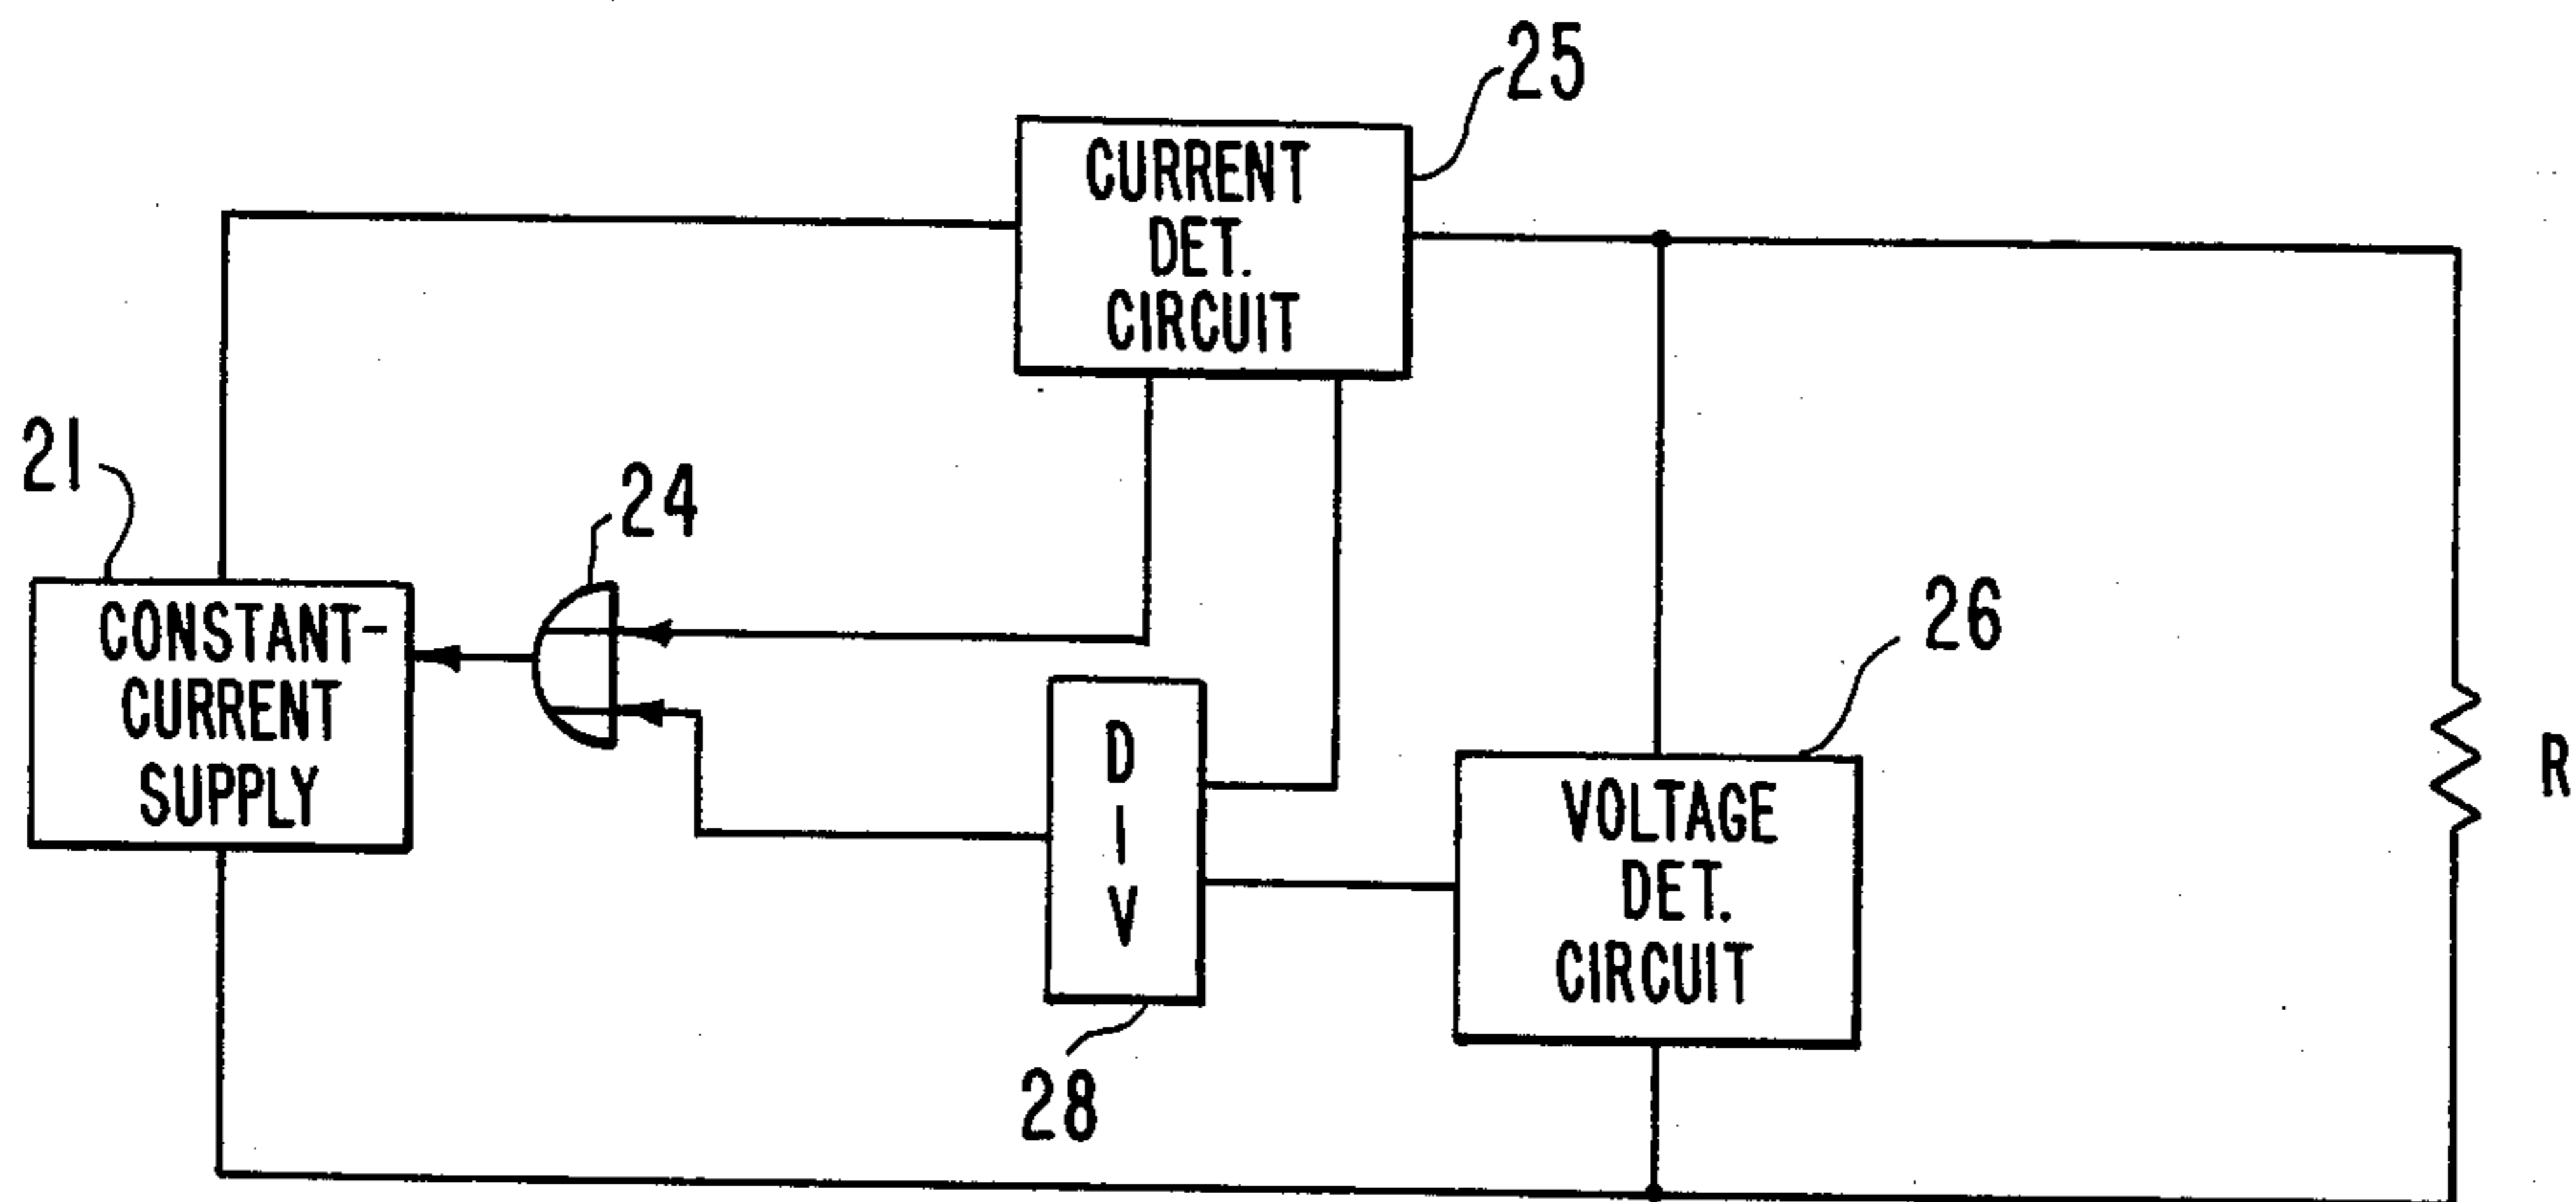 25
CURRENT
DET.
CIRCUIT
21
24
CONSTANT-
CURRENT
SUPPLY
26
D
I
V
VOLTAGE
DET.
CIRCUIT
R
28